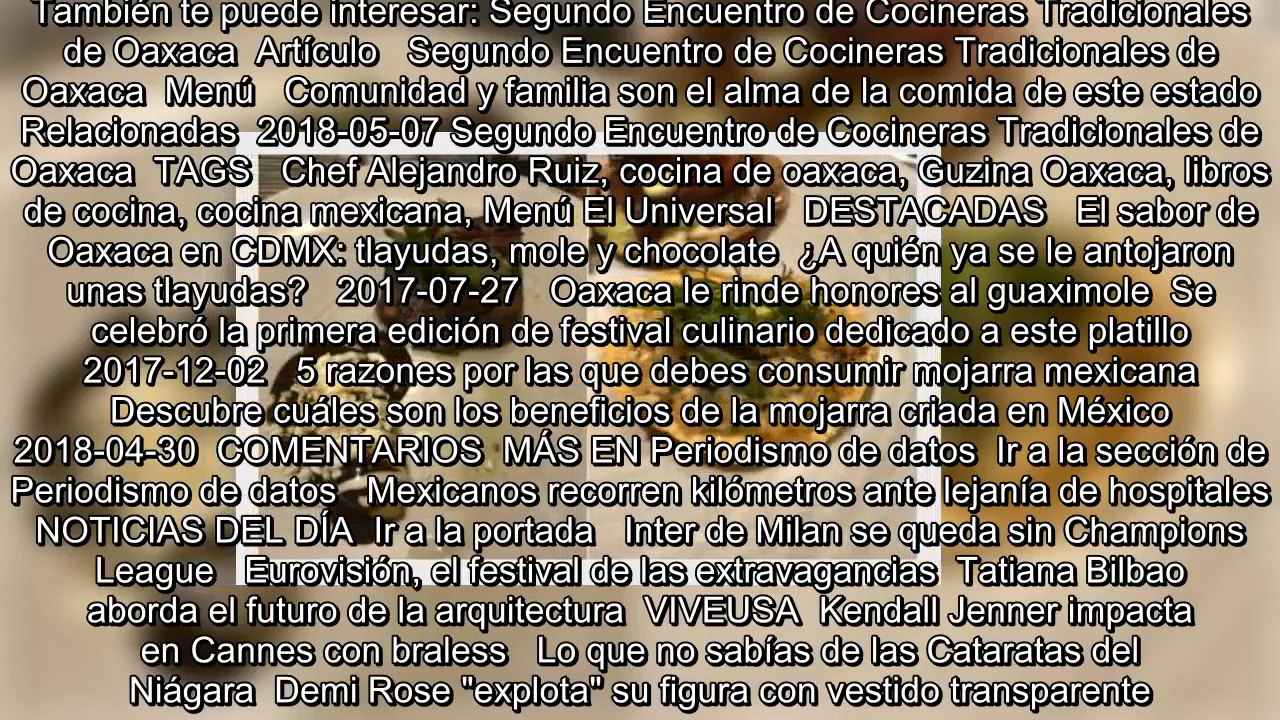 También te puede interesar: Segundo Encuentro de Cocineras Tradicionales
de Oaxaca  Artículo   Segundo Encuentro de Cocineras Tradicionales de
Oaxaca  Menú   Comunidad y familia son el alma de la comida de este estado
Relacionadas  2018-05-07 Segundo Encuentro de Cocineras Tradicionales de
Oaxaca  TAGS   Chef Alejandro Ruiz, cocina de oaxaca, Guzina Oaxaca, libros
de cocina, cocina mexicana, Menú El Universal   DESTACADAS   El sabor de
Oaxaca en CDMX: tlayudas, mole y chocolate  ¿A quién ya se le antojaron
unas tlayudas?   2017-07-27   Oaxaca le rinde honores al guaximole  Se
celebró la primera edición de festival culinario dedicado a este platillo
2017-12-02   5 razones por las que debes consumir mojarra mexicana
Descubre cuáles son los beneficios de la mojarra criada en México
2018-04-30  COMENTARIOS  MÁS EN Periodismo de datos  Ir a la sección de
Periodismo de datos   Mexicanos recorren kilómetros ante lejanía de hospitales
NOTICIAS DEL DÍA  Ir a la portada   Inter de Milan se queda sin Champions
League   Eurovisión, el festival de las extravagancias  Tatiana Bilbao
aborda el futuro de la arquitectura  VIVEUSA  Kendall Jenner impacta
en Cannes con braless   Lo que no sabías de las Cataratas del
Niágara  Demi Rose "explota" su figura con vestido transparente